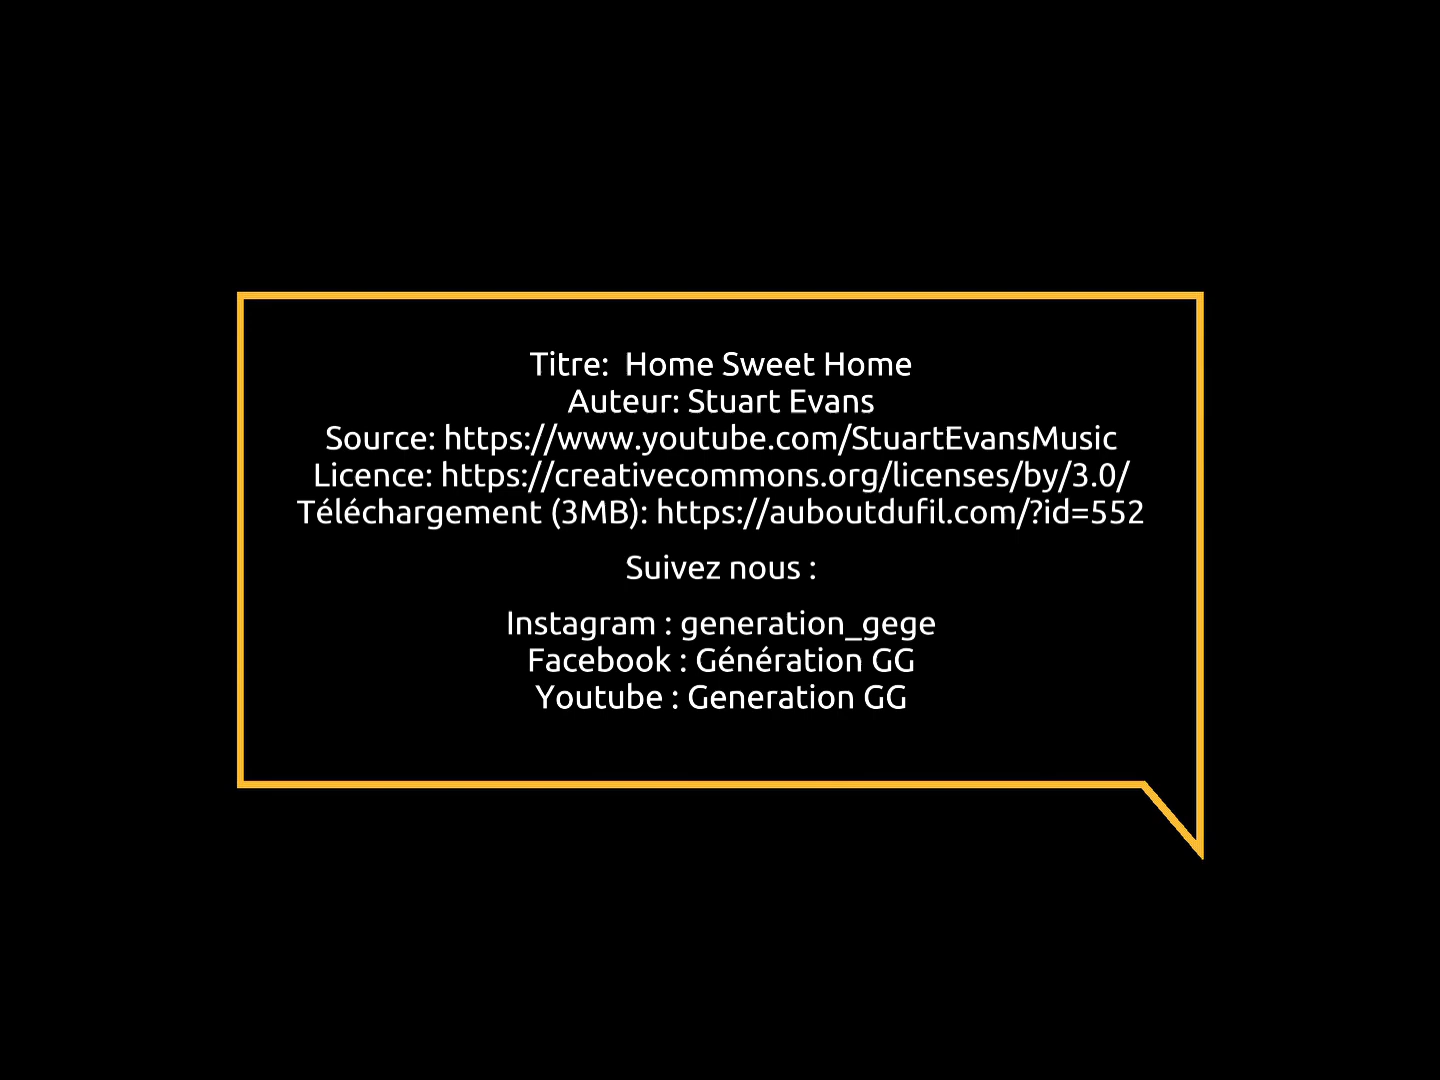 Titre:  Home Sweet Home
Auteur: Stuart Evans
Source: https://www.youtube.com/StuartEvansMusic
Licence: https://creativecommons.org/licenses/by/3.0/
Téléchargement (3MB): https://auboutdufil.com/?id=552
Suivez nous :
Instagram : generation_gege
Facebook : Génération GG
Youtube : Generation GG